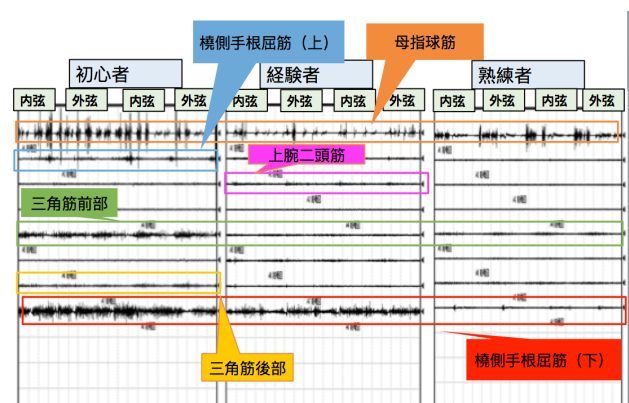 橈側手根屈筋（上）
母指球筋
初心者
経験者
熟練者
内弦
外弦
内弦
外弦
内弦
外弦
内弦
外弦
内弦
外弦
内弦
外弦
上腕二頭筋
三角筋前部
三角筋後部
橈側手根屈筋（下）